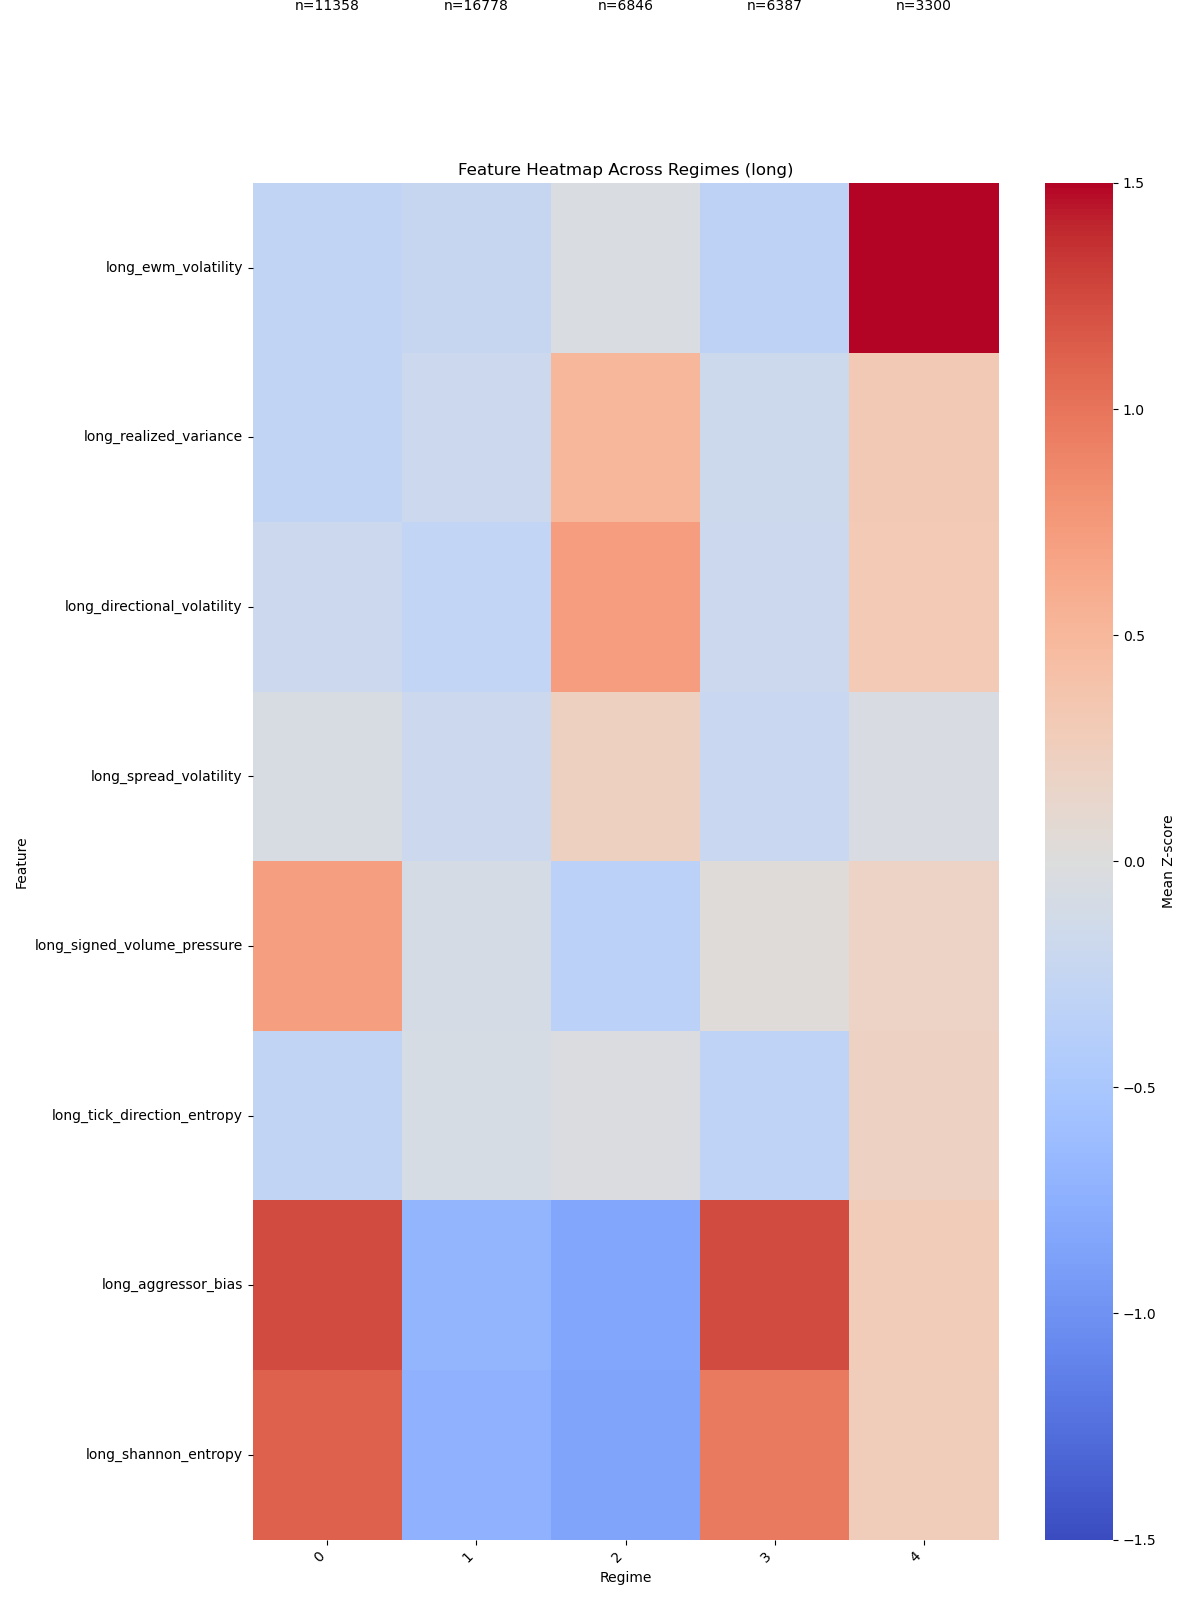 n=11358 n=16778 n=6846 n=6387 n=3300
Feature Heatmap Across Regimes (long)
Feature
long_ewm_volatility
long_realized_variance
long_directional_volatility
long_spread_volatility
long_signed_volume_pressure
long_tick_direction_entropy
long_aggressor_bias
long_shannon_entropy
0 1 2 3 4
Regime
1.5
1.0
0.5
0.0
−0.5
−1.0
−1.5
Mean Z-score